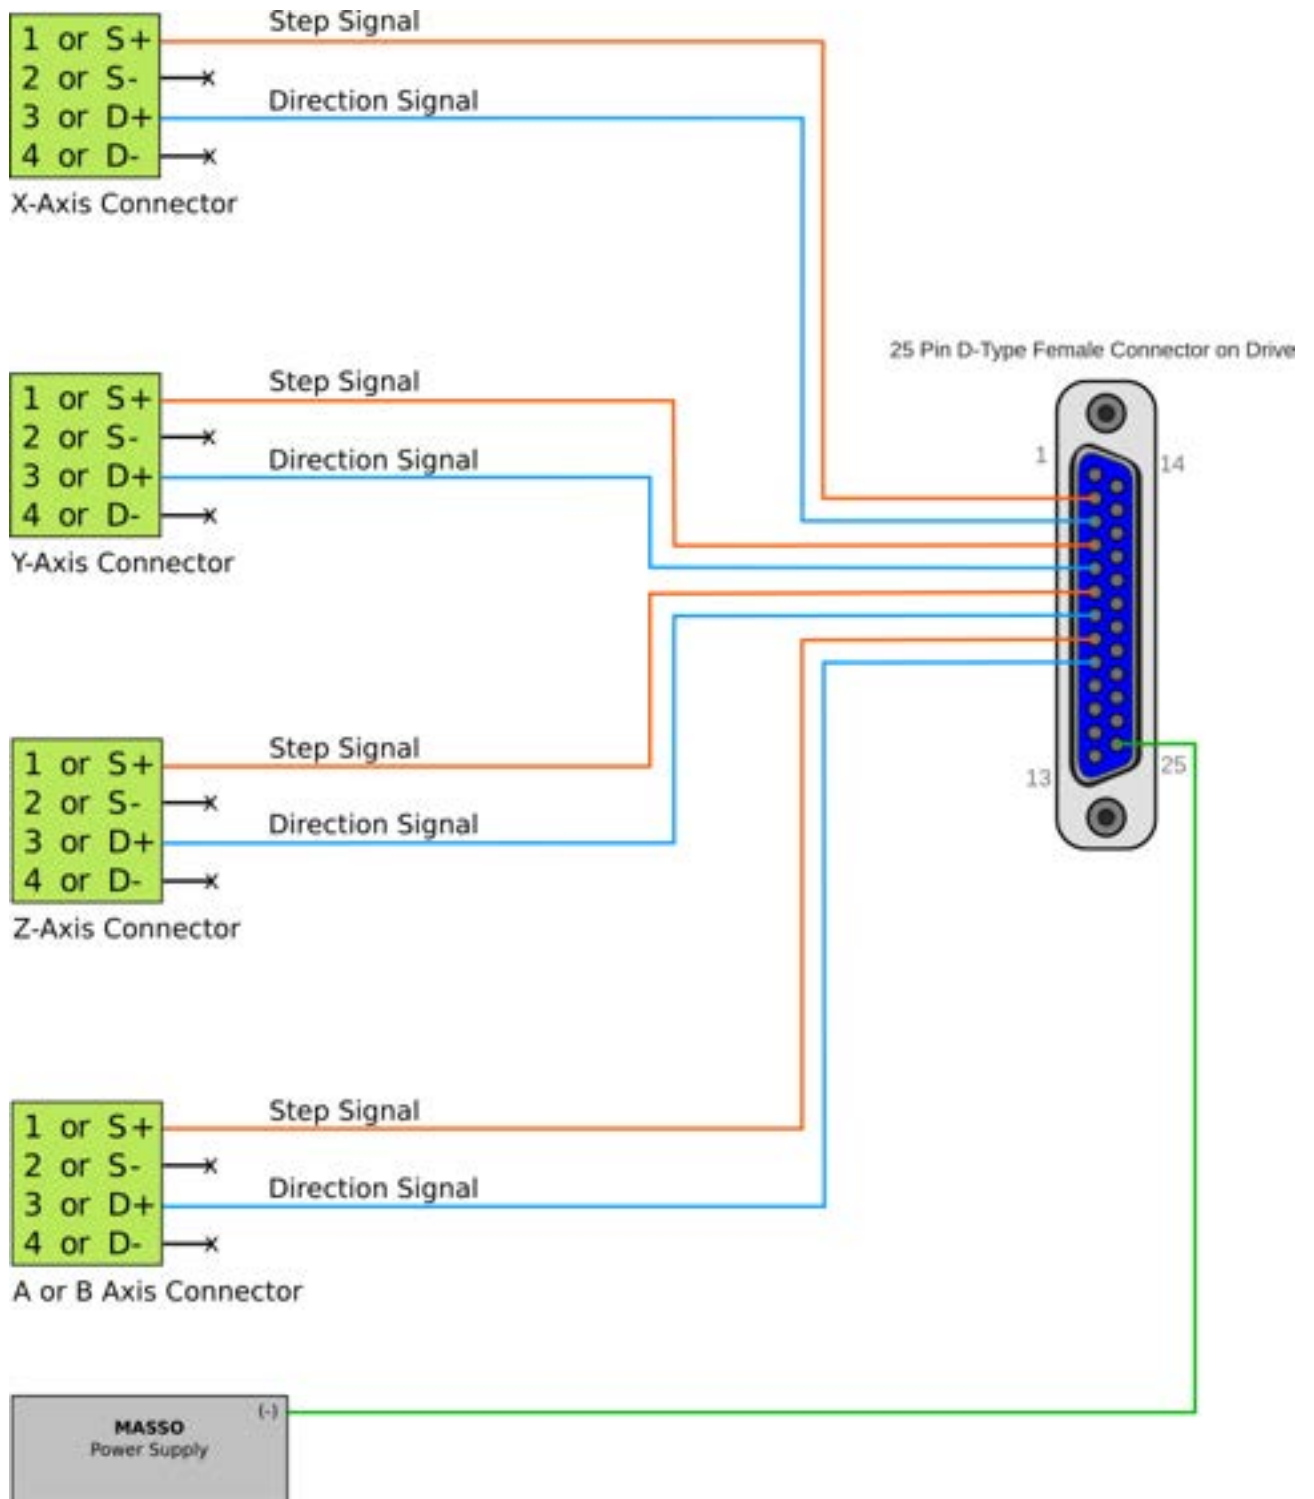 Step Signal
1 or S+
2 or S-
Direction Signal
3 or D+
4 or D-
X-Axis Connector
25 Pin D-Type Female Connector on Drive
Step Signal
1 or S+
2 or S-
Direction Signal
3 or D+
4 or D-
Y-Axis Connector
1
14
Step Signal
1 or S+
2 or S-
Direction Signal
3 or D+
4 or D-
Z-Axis Connector
13
25
Step Signal
1 or S+
2 or S-
Direction Signal
3 or D+
4 or D-
A or B Axis Connector
(-)
MASSO
Power Supply